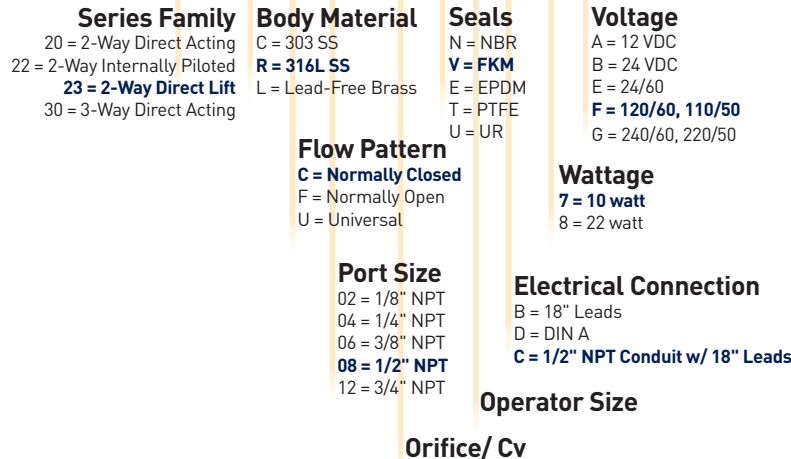 Series Family
20 = 2-Way Direct Acting
22 = 2-Way Internally Piloted
23 = 2-Way Direct Lift
30 = 3-Way Direct Acting
Body Material
C = 303 SS
R = 316L SS
L = Lead-Free Brass
Seals
N = NBR
V = FKM
E = EPDM
T = PTFE
U = UR
Voltage
A = 12 VDC
B = 24 VDC
E = 24/60
F = 120/60, 110/50
G = 240/60, 220/50
Flow Pattern
C = Normally Closed
F = Normally Open
U = Universal
Wattage
7 = 10 watt
8 = 22 watt
Port Size
02 = 1/8" NPT
04 = 1/4" NPT
06 = 3/8" NPT
08 = 1/2" NPT
12 = 3/4" NPT
Electrical Connection
B = 18" Leads
D = DIN A
C = 1/2" NPT Conduit w/ 18" Leads
Operator Size
Orifice/ Cv